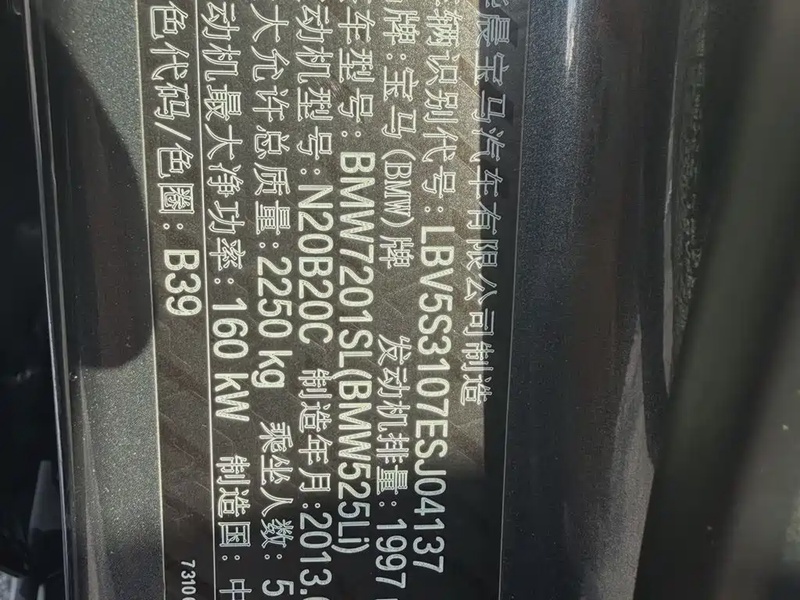 华晨宝马汽车有限公司制造
车辆识别代号：LBV5S3107ESJ04137
品牌：宝马(BMW)牌 发动机排量：1997
车型号：BMW7201SL(BMW525Li)
发动机型号：N20B20C 制造年月：2013.
大允许总质量：2250 kg 乘坐人数：5
动机最大净功率：160 kW 制造国：中
色代码/色圈：B39
7310